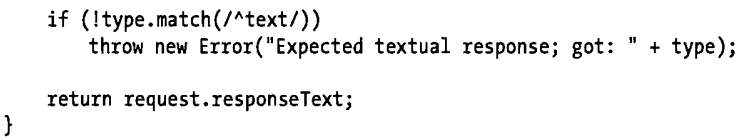 if (!type.match(/^text/))
throw new Error("Expected textual response; got: " + type);
return request.responseText;
}